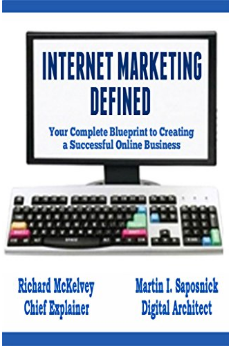 INTERNET MARKETING
DEFINED
Your Complete Blueprint to Creating
a Successful Online Business
Richard McKelvey
Martin I. Saposnick
Chief Explainer
Digital Architect